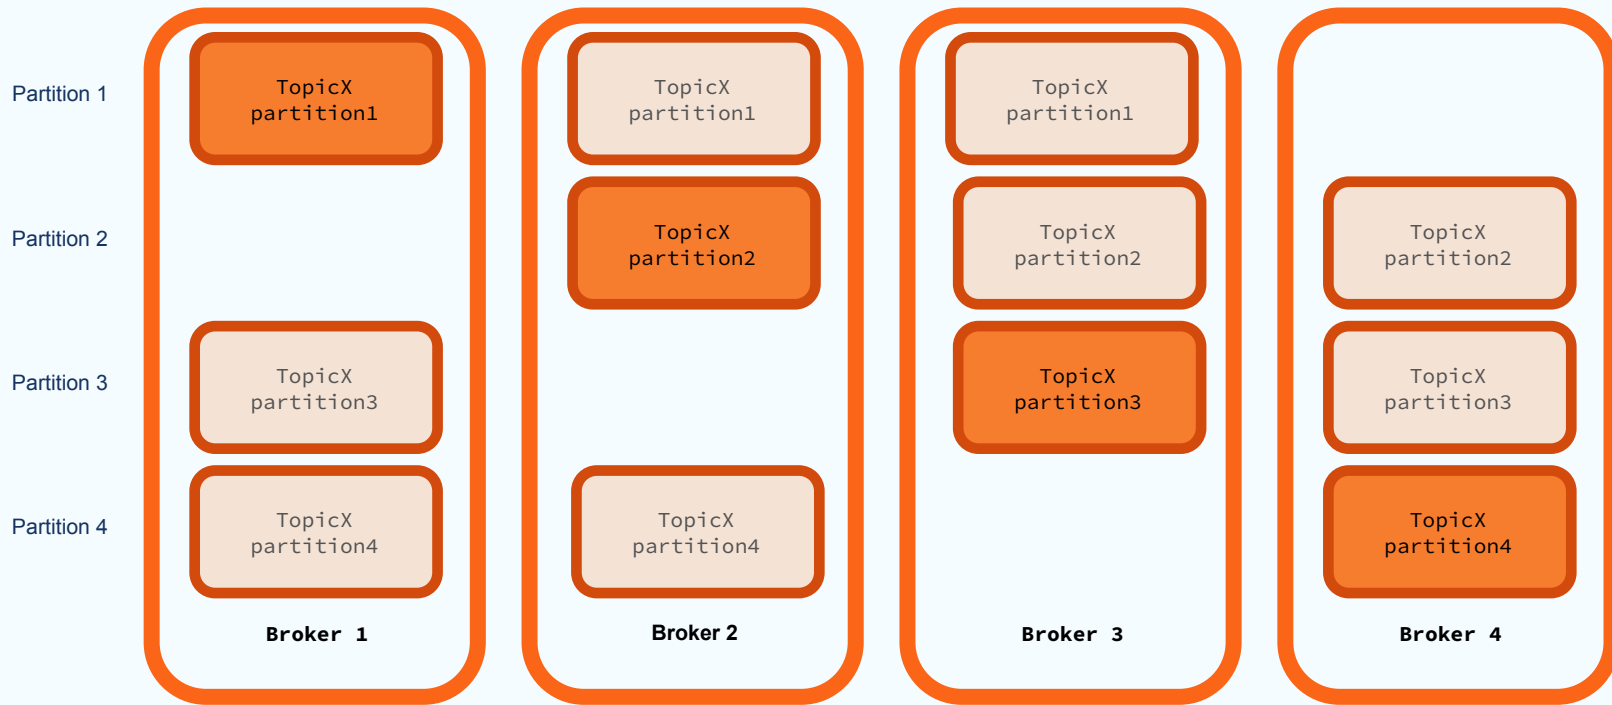 Partition 1
TopicX
partition1
TopicX
partition1
TopicX
partition1
Partition 2
TopicX
partition2
TopicX
partition2
TopicX
partition2
Partition 3
TopicX
partition3
TopicX
partition3
TopicX
partition3
Partition 4
TopicX
partition4
TopicX
partition4
TopicX
partition4
Broker 1
Broker 2
Broker 3
Broker 4